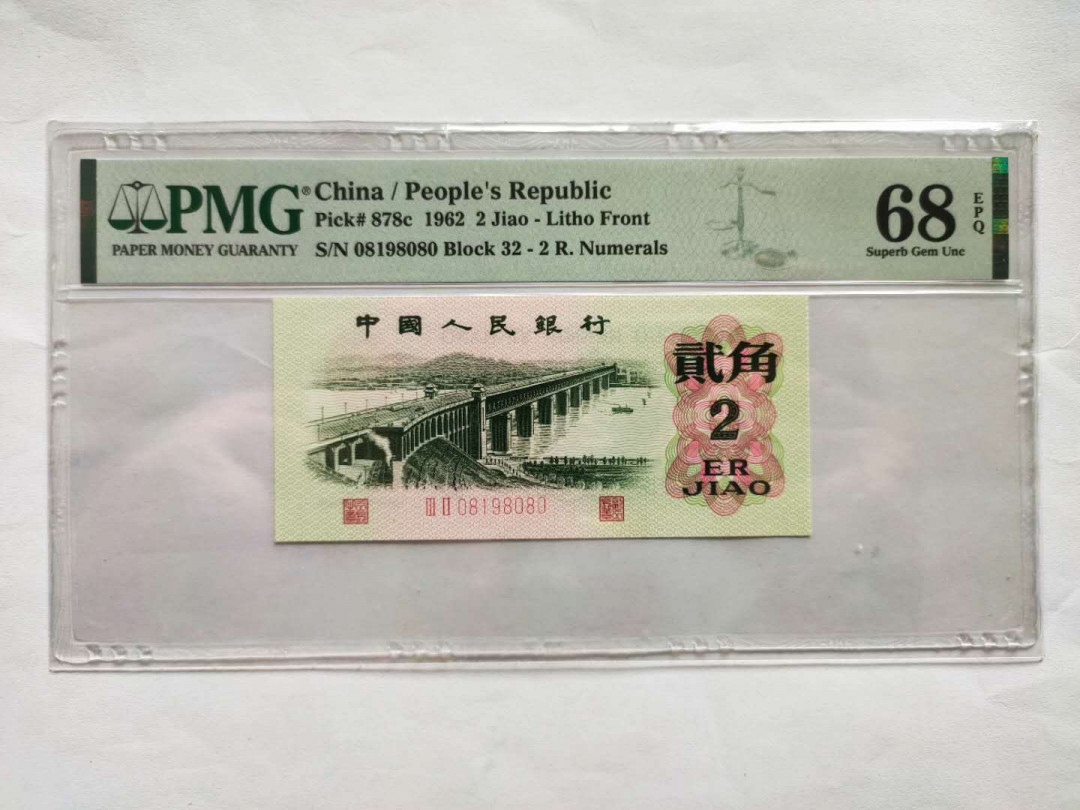 PMG® China / People's Republic
Pick# 878c 1962 2 Jiao - Litho Front
PAPER MONEY GUARANTY
S/N 08198080 Block 32 - 2 R. Numerals
68
EPQ
Superb Gem Unc
中國人民銀行
貳角
2
ER
JIAO
III II 08198080